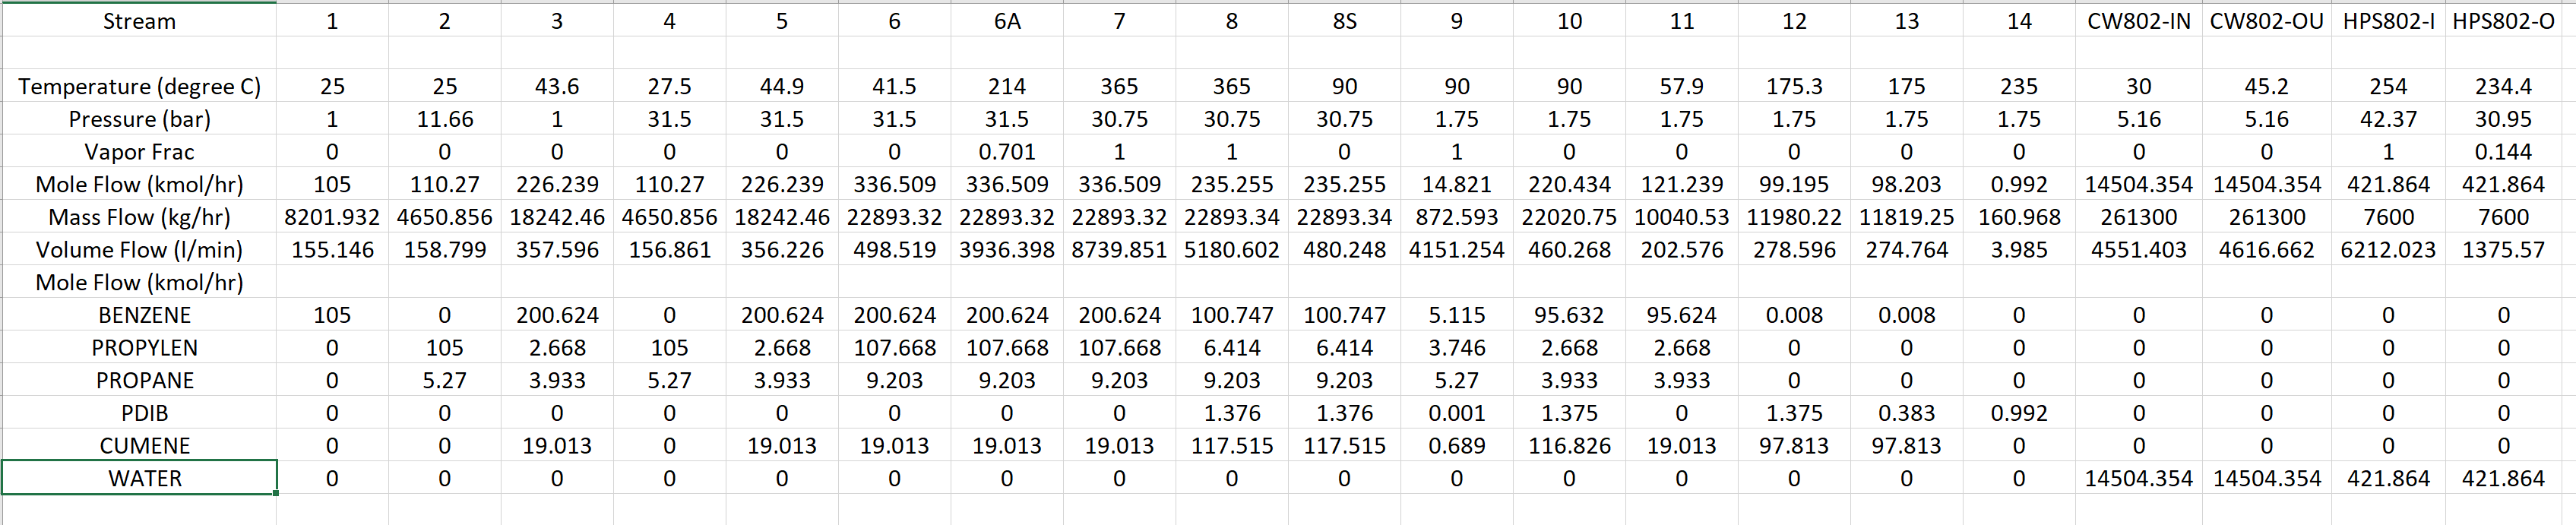 Stream 1 2 3 4 5 6 6A 7 8 8S 9 10 11 12 13 14 CW802-IN CW802-OU HPS802-I HPS802-O
Temperature (degree C) 25 25 43.6 27.5 44.9 41.5 214 365 365 90 90 90 57.9 175.3 175 235 30 45.2 254 234.4
Pressure (bar) 1 11.66 1 31.5 31.5 31.5 31.5 30.75 30.75 30.75 1.75 1.75 1.75 1.75 1.75 1.75 5.16 5.16 42.37 30.95
Vapor Frac 0 0 0 0 0 0 0.701 1 1 0 1 0 0 0 0 0 0 0 1 0.144
Mole Flow (kmol/hr) 105 110.27 226.239 110.27 226.239 336.509 336.509 336.509 235.255 235.255 14.821 220.434 121.239 99.195 98.203 0.992 14504.354 14504.354 421.864 421.864
Mass Flow (kg/hr) 8201.932 4650.856 18242.46 4650.856 18242.46 22893.32 22893.32 22893.32 22893.34 22893.34 872.593 22020.75 10040.53 11980.22 11819.25 160.968 261300 261300 7600 7600
Volume Flow (l/min) 155.146 158.799 357.596 156.861 356.226 498.519 3936.398 8739.851 5180.602 480.248 4151.254 460.268 202.576 278.596 274.764 3.985 4551.403 4616.662 6212.023 1375.57
Mole Flow (kmol/hr)
BENZENE 105 0 200.624 0 200.624 200.624 200.624 200.624 100.747 100.747 5.115 95.632 95.624 0.008 0.008 0 0 0 0 0
PROPYLEN 0 105 2.668 105 2.668 107.668 107.668 107.668 6.414 6.414 3.746 2.668 2.668 0 0 0 0 0 0 0
PROPANE 0 5.27 3.933 5.27 3.933 9.203 9.203 9.203 9.203 9.203 5.27 3.933 3.933 0 0 0 0 0 0 0
PDIB 0 0 0 0 0 0 0 0 1.376 1.376 0.001 1.375 0 1.375 0.383 0.992 0 0 0 0
CUMENE 0 0 19.013 0 19.013 19.013 19.013 19.013 117.515 117.515 0.689 116.826 19.013 97.813 97.813 0 0 0 0 0
WATER 0 0 0 0 0 0 0 0 0 0 0 0 0 0 0 0 14504.354 14504.354 421.864 421.864